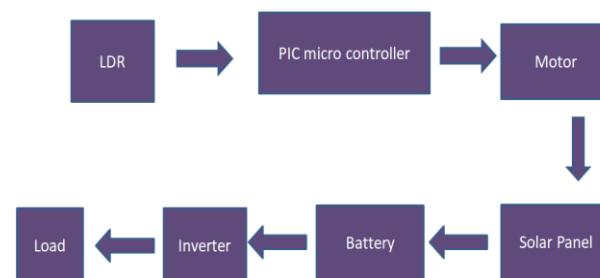 LDR
PIC micro controller
Motor
Load
Inverter
Battery
Solar Panel